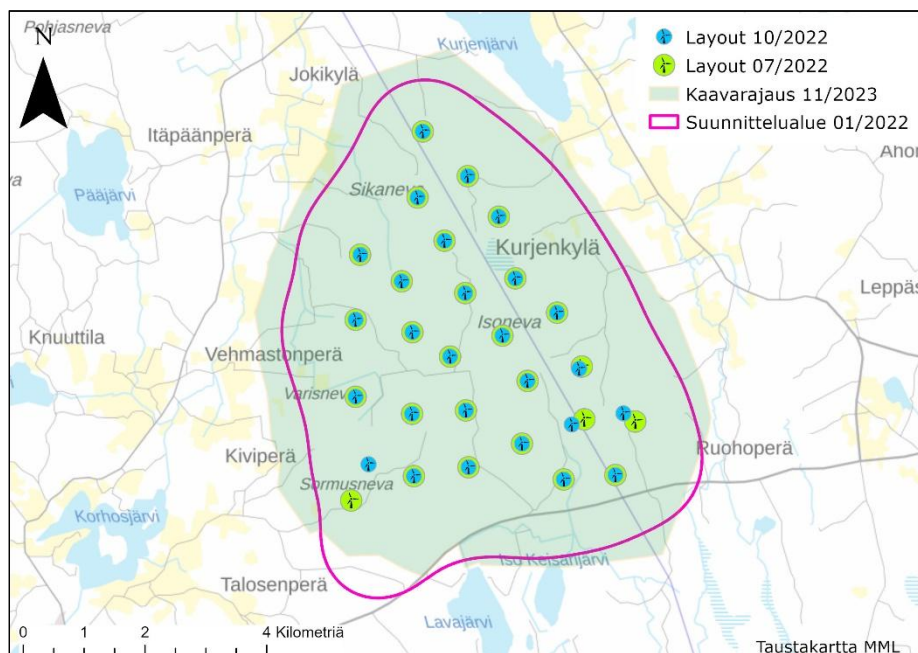 Pohjasneva
N
Kurjenjärvi
Jokikylä
Layout 10/2022
Layout 07/2022
Kaavarajaus 11/2023
Suunnittelualue 01/2022
Itäpäänperä
Ahor
Pääjärvi
Sikaneva
Kurjenkylä
Leppäs
Knuuttila
Isoneva
Vehmastonperä
Varisneva
Kiviperä
Ruohoperä
Sormusneva
Korhosjärvi
Iso Keisarijärvi
Talosenperä
Lavajärvi
0 1 2 4 Kilometriä
Taustakartta MML